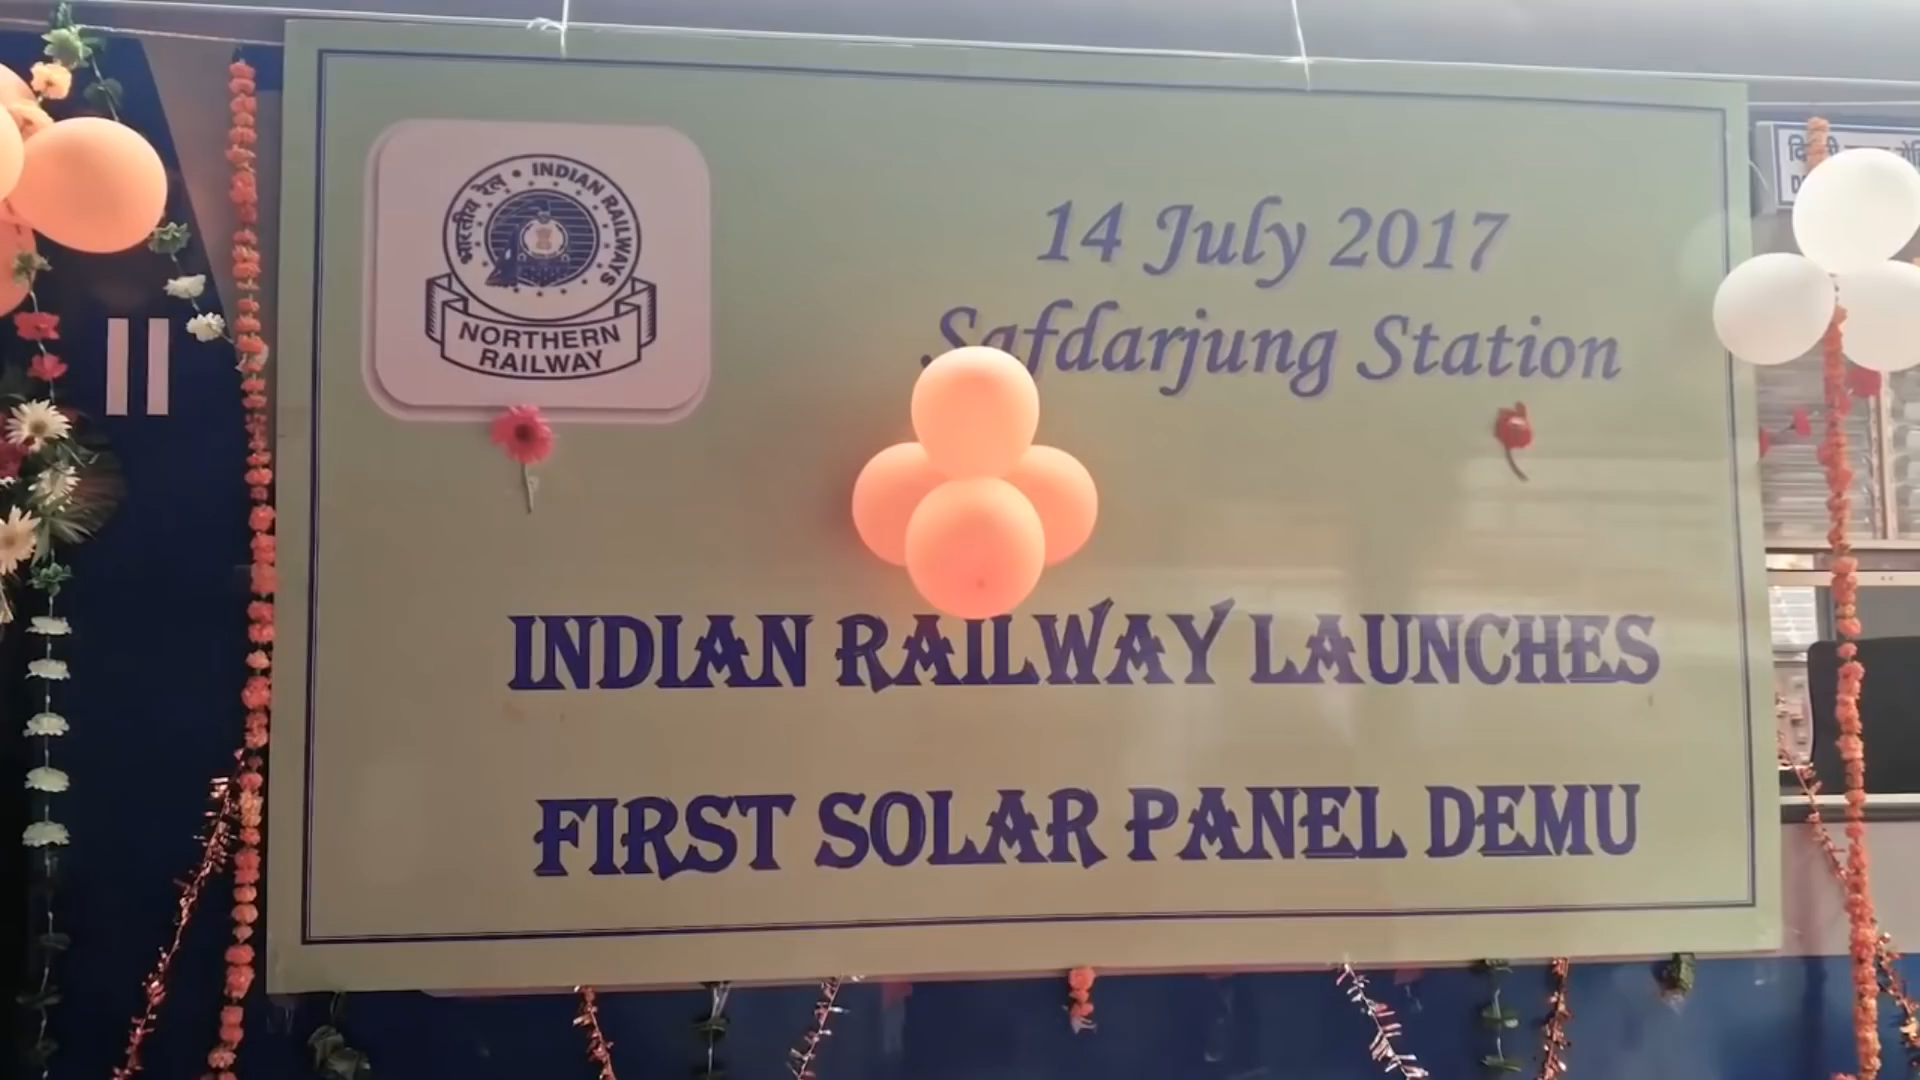 भारतीय रेल • INDIAN RAILWAYS
NORTHERN
RAILWAY
14 July 2017
Safdarjung Station
INDIAN RAILWAY LAUNCHES
FIRST SOLAR PANEL DEMU